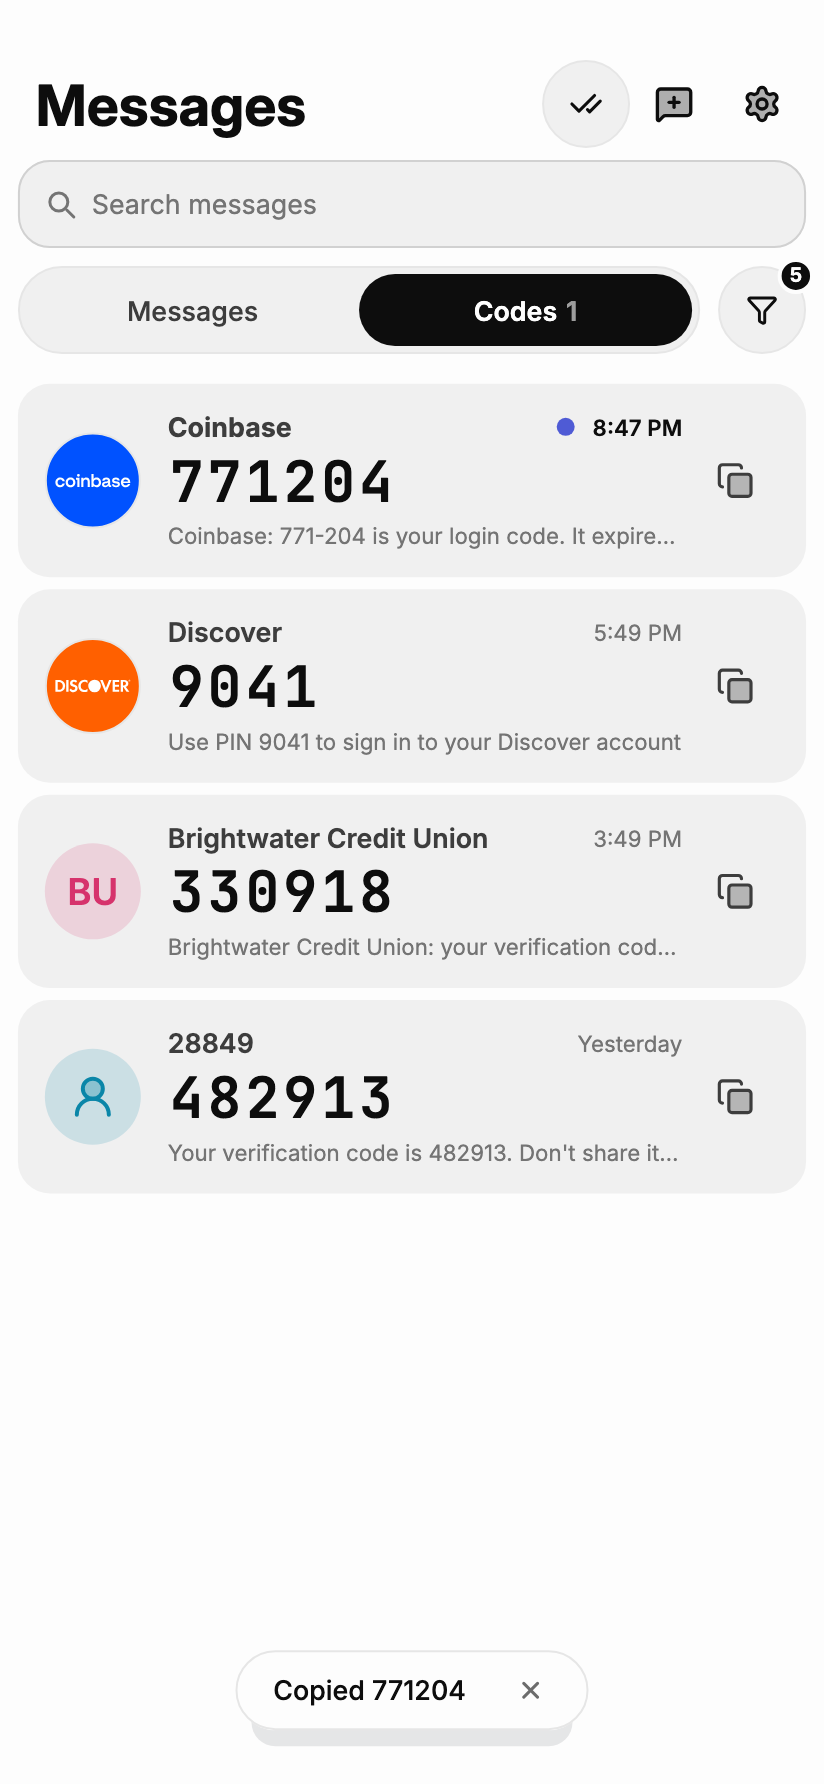 Messages
Search messages
Messages
Codes 1
5
Coinbase
8:47 PM
coinbase
771204
Coinbase: 771-204 is your login code. It expire...
Discover
5:49 PM
DISCOVER
9041
Use PIN 9041 to sign in to your Discover account
Brightwater Credit Union
3:49 PM
BU
330918
Brightwater Credit Union: your verification cod...
28849
Yesterday
482913
Your verification code is 482913. Don't share it...
Copied 771204